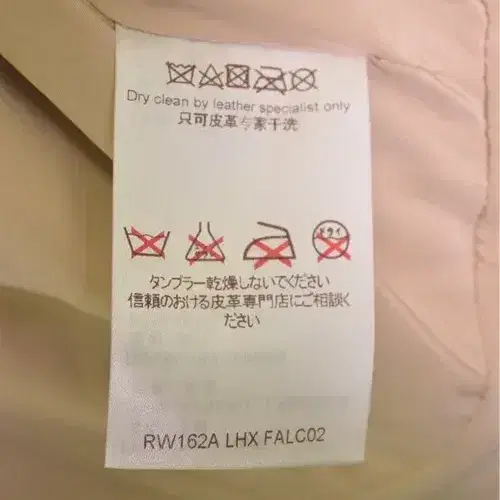 Dry clean by leather specialist only
只可皮革专家干洗
タンブラー乾燥しないでください
信頼のおける皮革専門店にご相談く
ださい
RW162A LHX FALC02